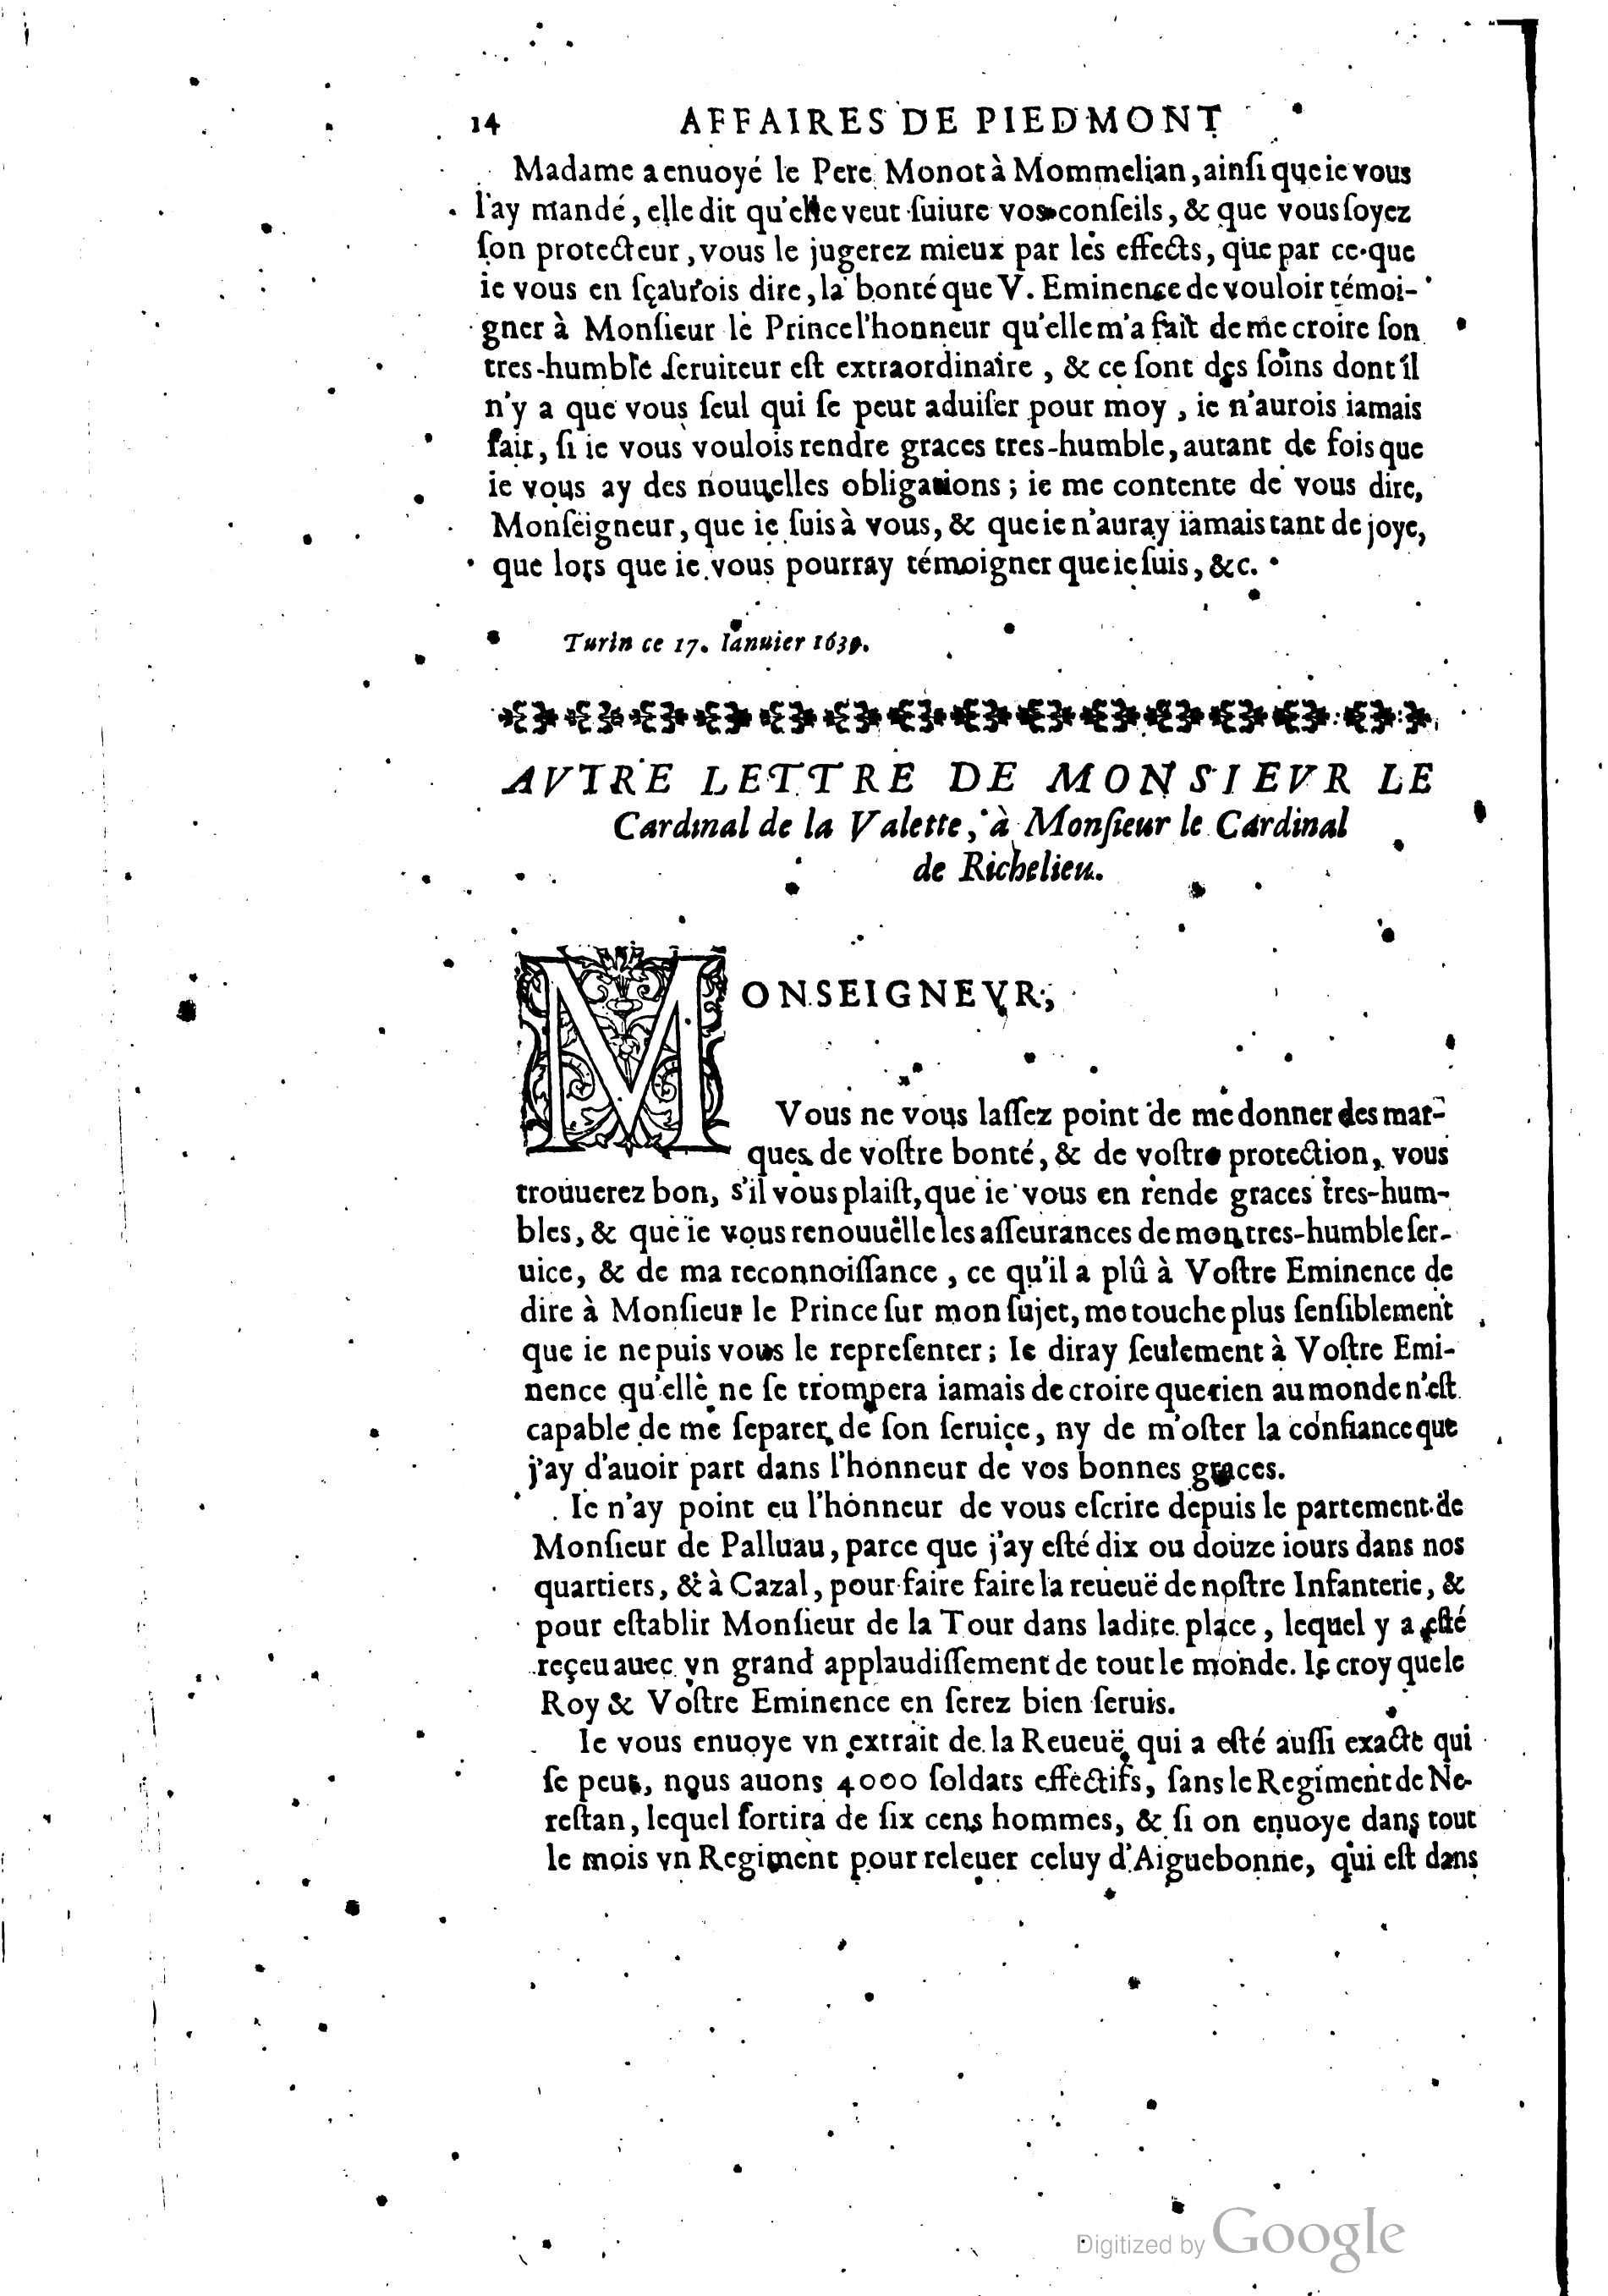 14 AFFAIRES DE PIEDMONT
Madame a enuoyé le Pere Monot à Mommelian, ainſi que ie vous
l'ay mandé, elle dit qu'elle veut ſuiure vos conſeils, & que vous ſoyez
ſon protecteur, vous le jugerez mieux par les effects, que par ce que
ie vous en ſçaurois dire, la bonté que V. Eminence de vouloir témoi-
gner à Monſieur le Prince l'honneur qu'elle m'a fait de me croire ſon
tres-humble ſeruiteur eſt extraordinaire, & ce ſont des ſoins dont il
n'y a que vous ſeul qui ſe peut aduiſer pour moy, ie n'aurois iamais
fait, ſi ie vous voulois rendre graces tres-humble, autant de fois que
ie vous ay des nouuelles obligations; ie me contente de vous dire,
Monſeigneur, que ie ſuis à vous, & que ie n'auray iamais tant de joye,
que lors que ie vous pourray témoigner que ie ſuis, &c.
Turin ce 17. Ianuier 1639.
AVTRE LETTRE DE MONSIEVR LE
Cardinal de la Valette, à Monſieur le Cardinal
de Richelieu.
MONSEIGNEVR,
Vous ne vous laſſez point de me donner des mar-
ques de voſtre bonté, & de voſtre protection, vous
trouuerez bon, s'il vous plaiſt, que ie vous en rende graces tres-hum-
bles, & que ie vous renouuelle les aſſeurances de mon tres-humble ſer-
uice, & de ma reconnoiſſance, ce qu'il a plû à Voſtre Eminence de
dire à Monſieur le Prince ſur mon ſujet, me touche plus ſenſiblement
que ie ne puis vous le repreſenter; Ie diray ſeulement à Voſtre Emi-
nence qu'elle ne ſe trompera iamais de croire que rien au monde n'eſt
capable de me ſeparer de ſon ſeruice, ny de m'oſter la confiance que
j'ay d'auoir part dans l'honneur de vos bonnes graces.
Ie n'ay point eu l'honneur de vous eſcrire depuis le partement de
Monſieur de Palluau, parce que j'ay eſté dix ou douze iours dans nos
quartiers, & à Cazal, pour faire faire la reueuë de noſtre Infanterie, &
pour eſtablir Monſieur de la Tour dans ladite place, lequel y a eſté
reçeu auec vn grand applaudiſſement de tout le monde. Ie croy que le
Roy & Voſtre Eminence en ſerez bien ſeruis.
Ie vous enuoye vn extrait de la Reueuë qui a eſté auſſi exacte qui
ſe peut, nous auons 4000 ſoldats effectifs, ſans le Regiment de Ne-
reſtan, lequel ſortira de ſix cens hommes, & ſi on enuoye dans tout
le mois vn Regiment pour releuer celuy d'Aiguebonne, qui eſt dans
Digitized by Google